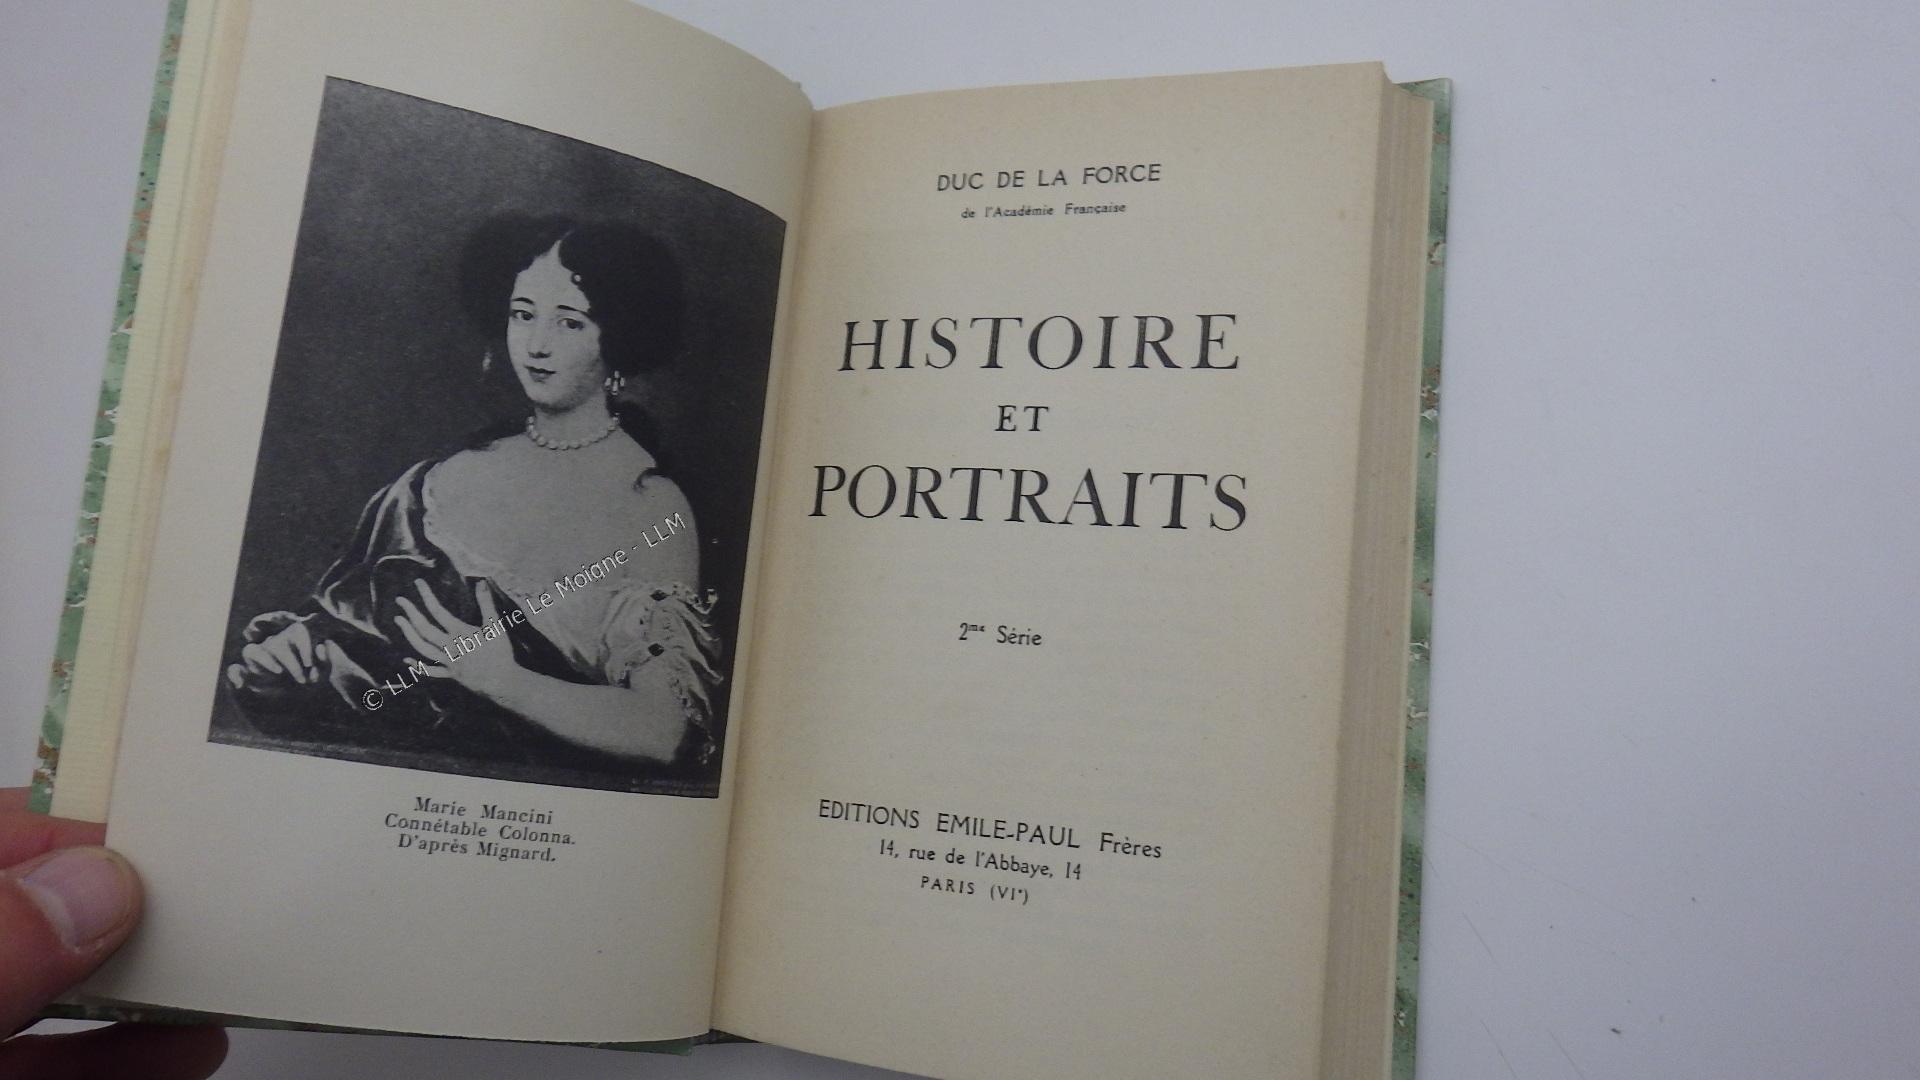 © LLM - Librairie Le Moigne - LLM
Marie Mancini
Connétable Colonna.
D'après Mignard.
DUC DE LA FORCE
de l'Académie Française
HISTOIRE
ET
PORTRAITS
2me Série
EDITIONS EMILE-PAUL Frères
14, rue de l'Abbaye, 14
PARIS (VIe)